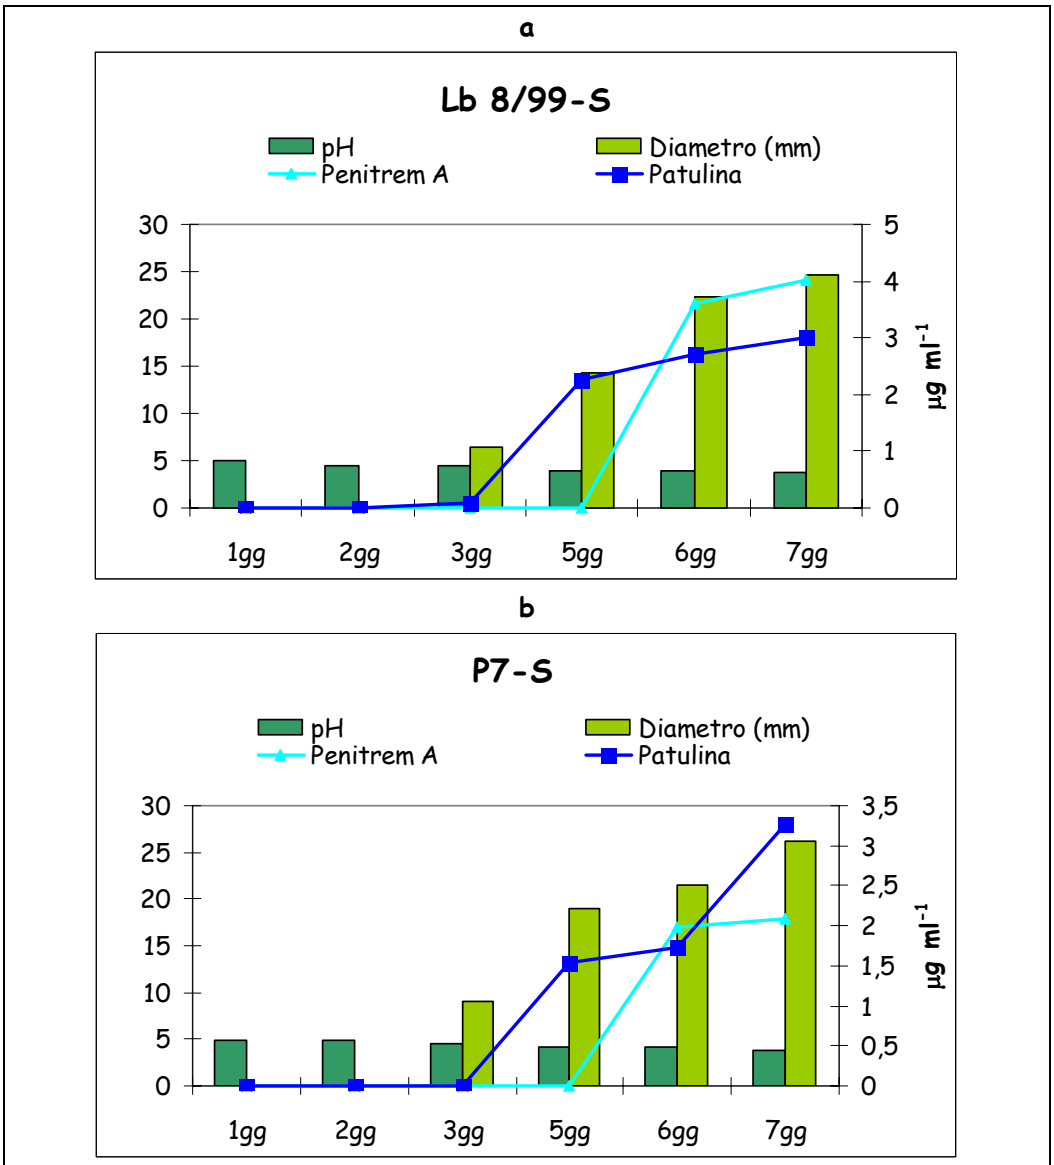 a
Lb 8/99-S
pH Diametro (mm)
Penitrem A Patulina
30 5
25 4
20 3
15 2
10 1
5 0
0
µg ml-1
1gg 2gg 3gg 5gg 6gg 7gg
b
P7-S
pH Diametro (mm)
Penitrem A Patulina
30 3,5
25 3
20 2,5
15 2
10 1,5
5 1
0 0,5
0
µg ml-1
1gg 2gg 3gg 5gg 6gg 7gg